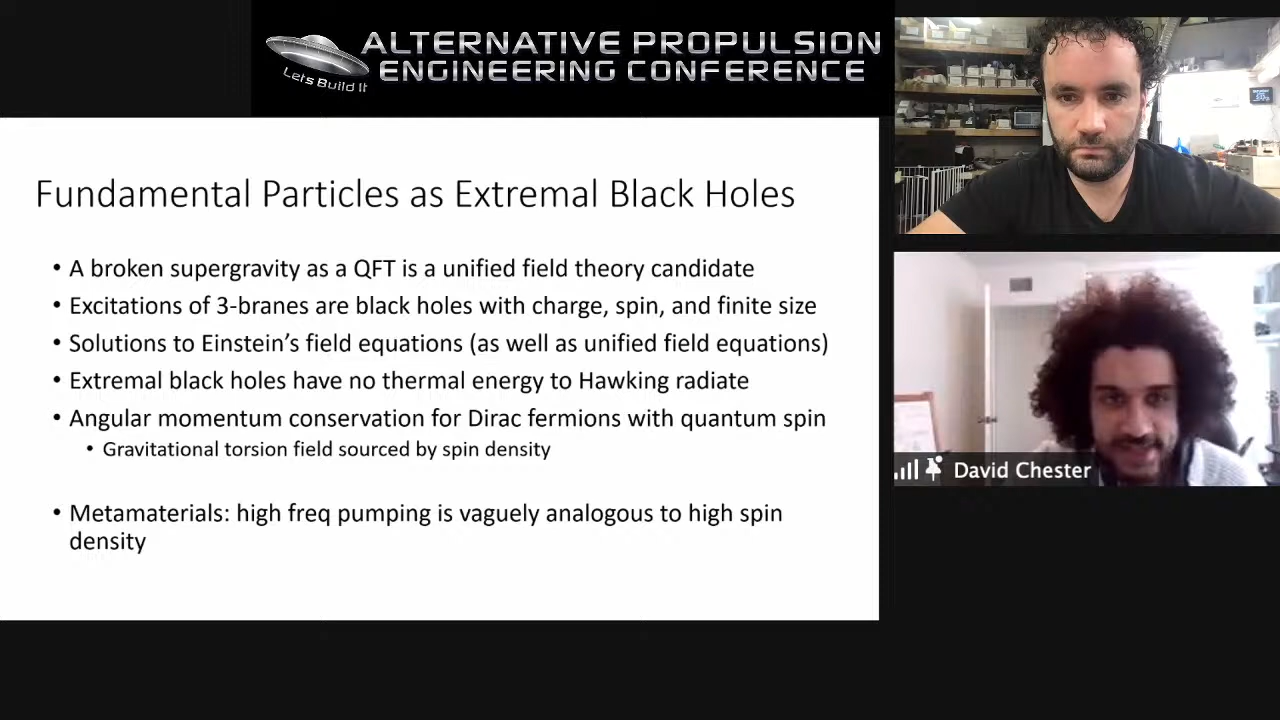 ALTERNATIVE PROPULSION
ENGINEERING CONFERENCE
Lets Build It
Fundamental Particles as Extremal Black Holes
• A broken supergravity as a QFT is a unified field theory candidate
• Excitations of 3-branes are black holes with charge, spin, and finite size
• Solutions to Einstein's field equations (as well as unified field equations)
• Extremal black holes have no thermal energy to Hawking radiate
• Angular momentum conservation for Dirac fermions with quantum spin
• Gravitational torsion field sourced by spin density
• Metamaterials: high freq pumping is vaguely analogous to high spin
density
David Chester